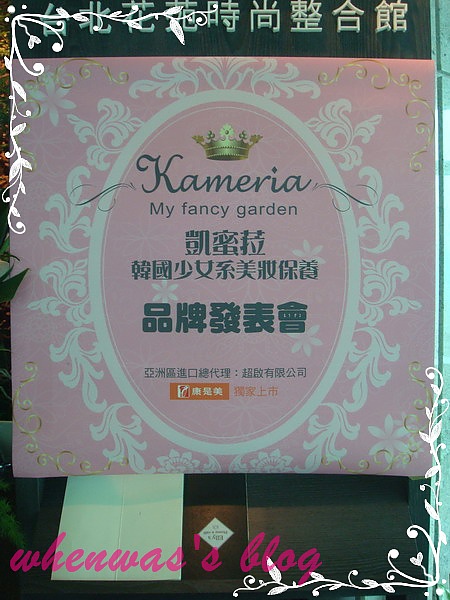 台北花苑時尚整合館
Kameria
My fancy garden
凱蜜菈
韓國少女系美妝保養
品牌發表會
亞洲區進口總代理：超啟有限公司
康是美 獨家上市
whenwas's blog